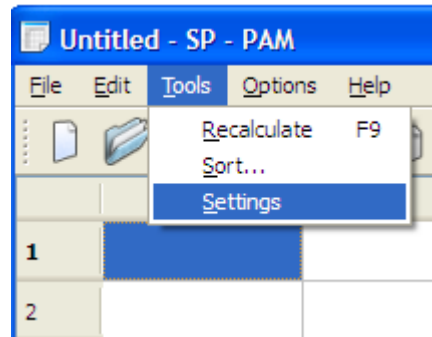 Untitled - SP - PAM
File Edit Tools Options Help
Recalculate F9
Sort...
Settings
1
2